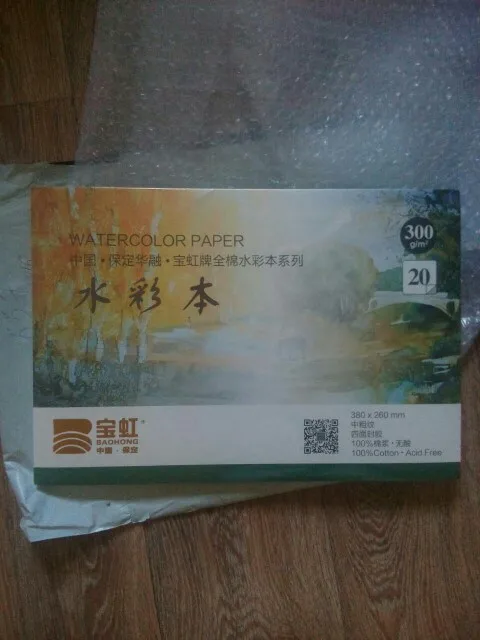 WATERCOLOR PAPER
中国·保定华融·宝虹牌全棉水彩本系列
水彩本
300
g/m²
20
宝虹
BAOHONG
中国·保定
380 x 260 mm
中粗纹
四面封胶
100%棉浆·无酸
100%Cotton·Acid Free